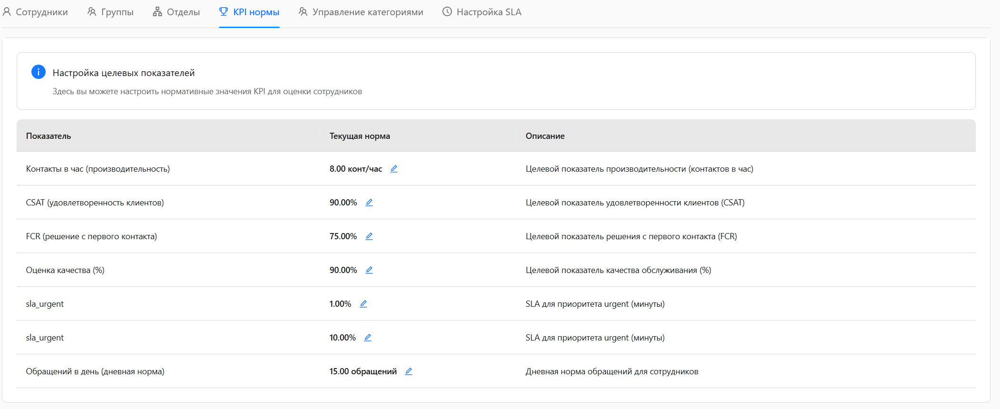 Сотрудники Группы Отделы KPI нормы Управление категориями Настройка SLA
Настройка целевых показателей
Здесь вы можете настроить нормативные значения KPI для оценки сотрудников
Показатель Текущая норма Описание
Контакты в час (производительность) 8.00 конт/час Целевой показатель производительности (контактов в час)
CSAT (удовлетворенность клиентов) 90.00% Целевой показатель удовлетворенности клиентов (CSAT)
FCR (решение с первого контакта) 75.00% Целевой показатель решения с первого контакта (FCR)
Оценка качества (%) 90.00% Целевой показатель качества обслуживания (%)
sla_urgent 1.00% SLA для приоритета urgent (минуты)
sla_urgent 10.00% SLA для приоритета urgent (минуты)
Обращений в день (дневная норма) 15.00 обращений Дневная норма обращений для сотрудников